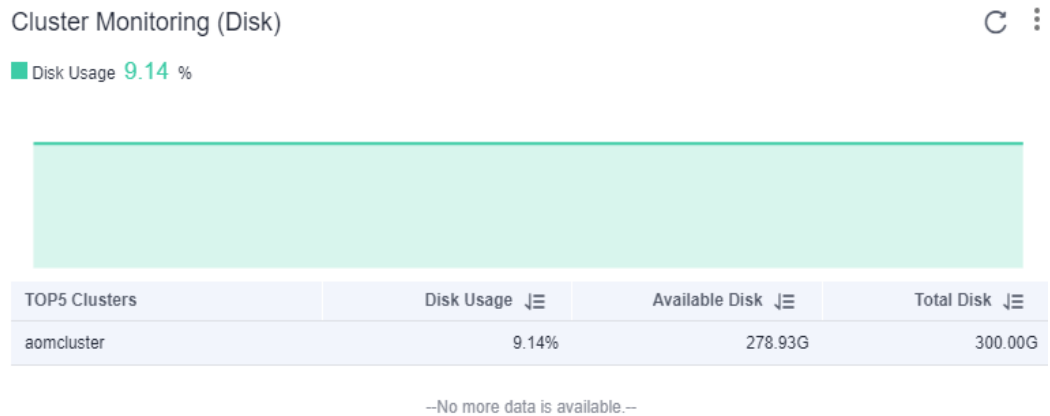 Cluster Monitoring (Disk)
Disk Usage 9.14 %
TOP5 Clusters Disk Usage Available Disk Total Disk
aomcluster 9.14% 278.93G 300.00G
--No more data is available.--